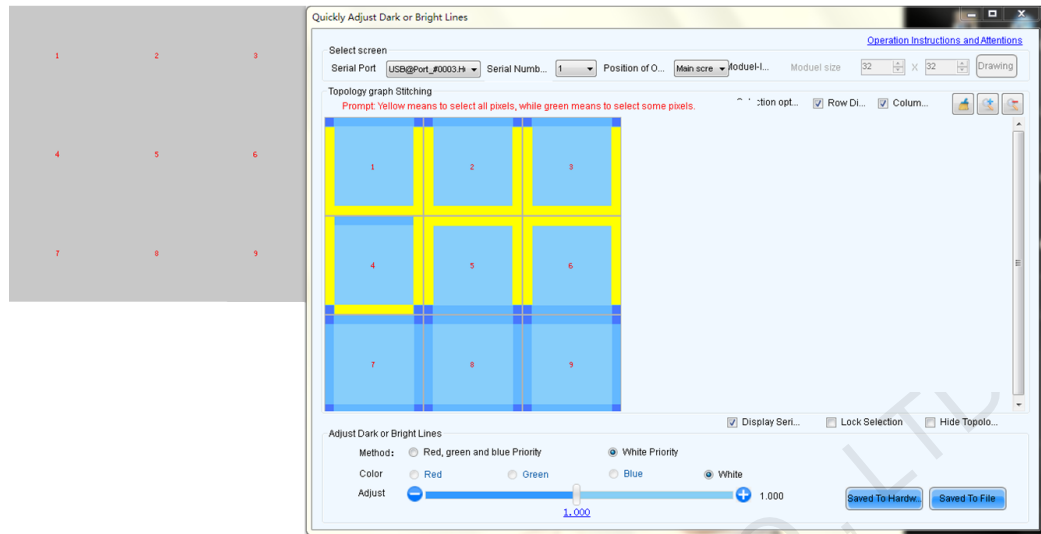 Quickly Adjust Dark or Bright Lines
Operation Instructions and Attentions
Select screen
Serial Port USB@Port_#0003.H Serial Numb... 1 Position of O... Main scre Moduel-I... Moduel size 32 X 32 Drawing
Topology graph Stitching
Prompt: Yellow means to select all pixels, while green means to select some pixels. ction opt... Row Di... Colum...
1 2 3
4 5 6
7 8 9
1 2 3
4 5 6
7 8 9
Display Seri... Lock Selection Hide Topolo...
Adjust Dark or Bright Lines
Method: Red, green and blue Priority White Priority
Color Red Green Blue White
Adjust 1.000
1.000
Saved To Hardw... Saved To File
, LTD